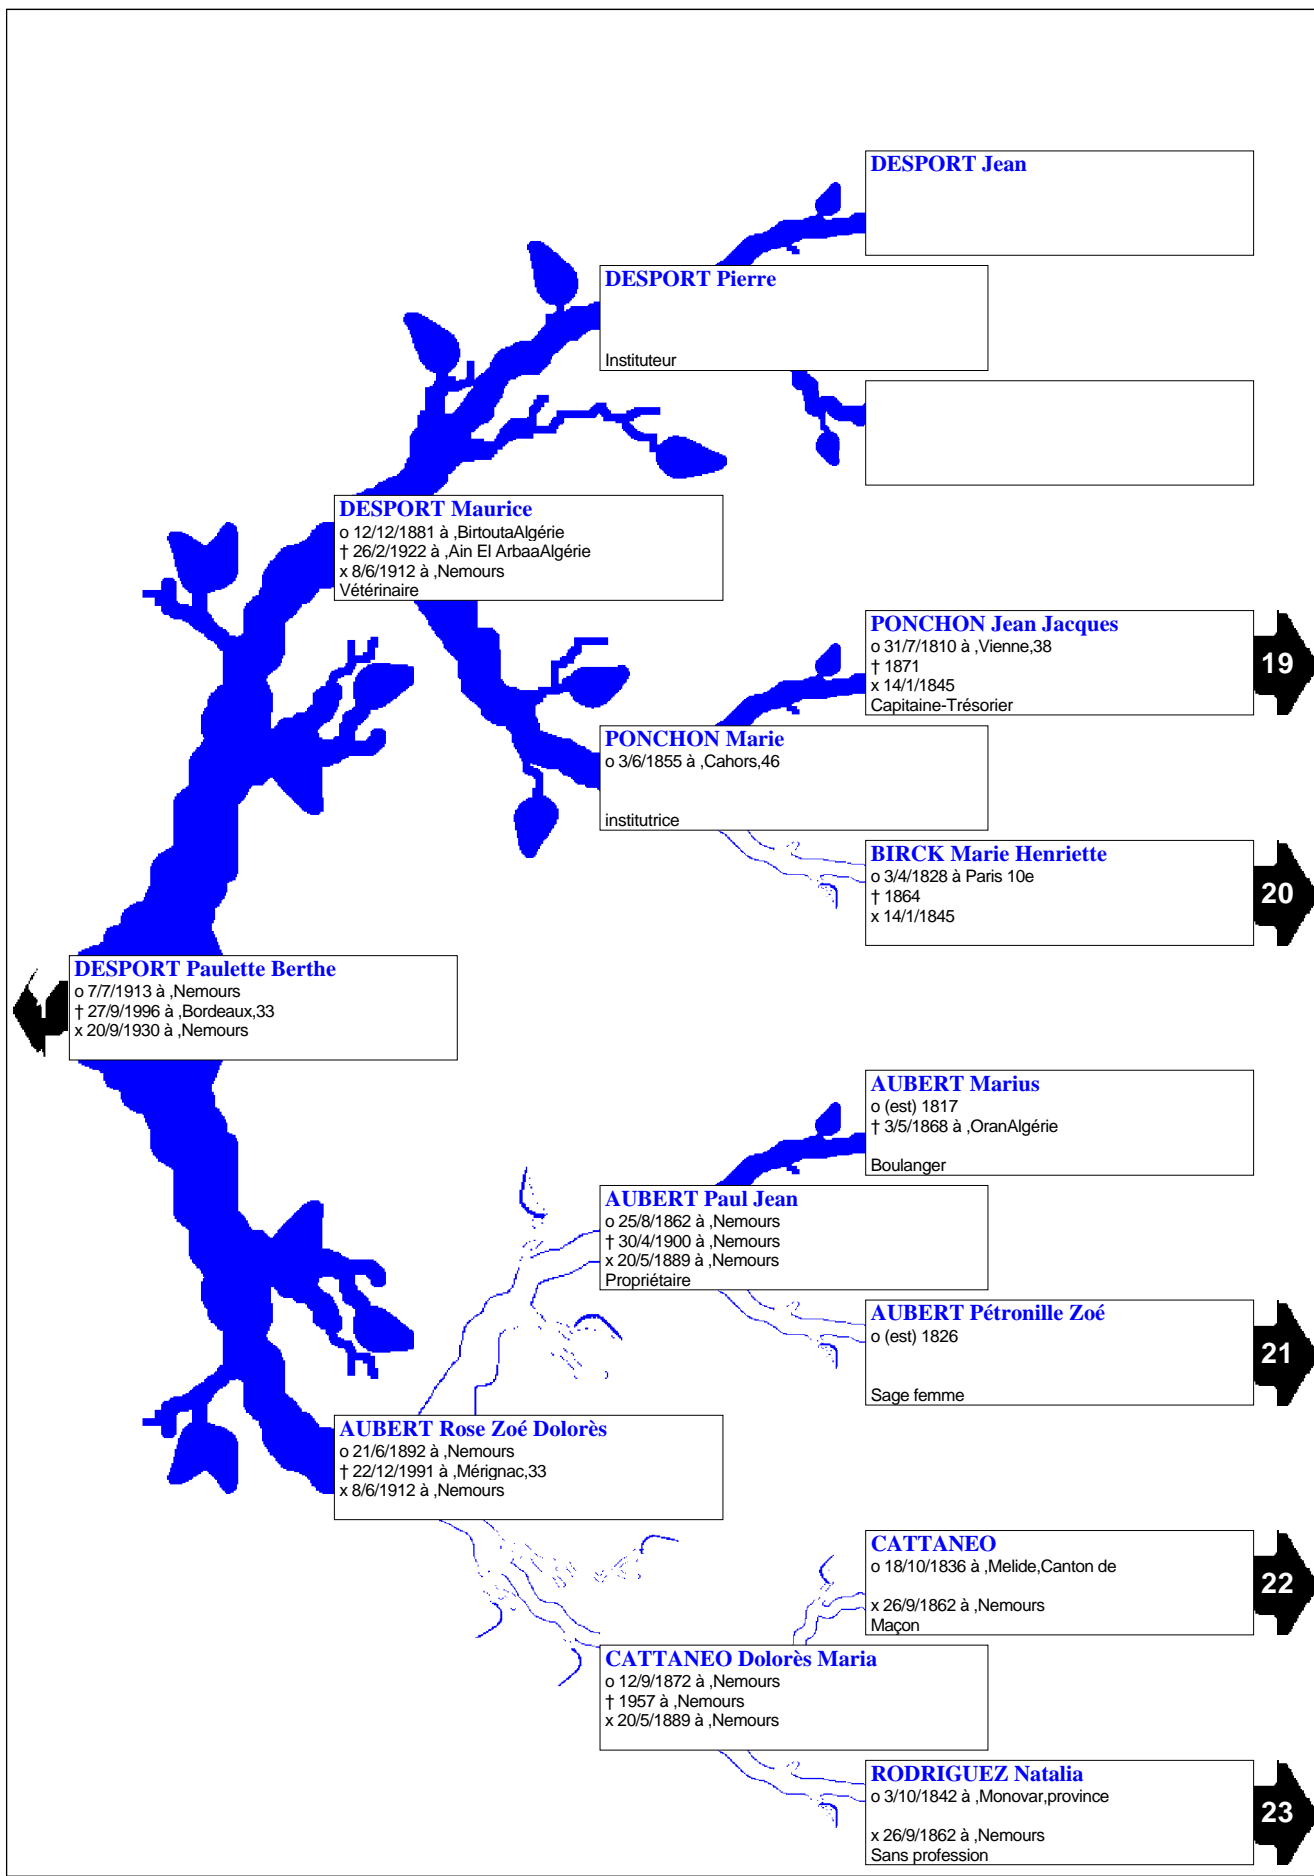 DESPORT Jean
DESPORT Pierre
Instituteur
DESPORT Maurice
o 12/12/1881 à ,BirtoutaAlgérie
† 26/2/1922 à ,Ain El ArbaaAlgérie
x 8/6/1912 à ,Nemours
Vétérinaire
PONCHON Jean Jacques
o 31/7/1810 à ,Vienne,38
† 1871
x 14/1/1845
Capitaine-Trésorier
19
PONCHON Marie
o 3/6/1855 à ,Cahors,46
institutrice
BIRCK Marie Henriette
o 3/4/1828 à Paris 10e
† 1864
x 14/1/1845
20
DESPORT Paulette Berthe
o 7/7/1913 à ,Nemours
† 27/9/1996 à ,Bordeaux,33
x 20/9/1930 à ,Nemours
1
AUBERT Marius
o (est) 1817
† 3/5/1868 à ,OranAlgérie
Boulanger
AUBERT Paul Jean
o 25/8/1862 à ,Nemours
† 30/4/1900 à ,Nemours
x 20/5/1889 à ,Nemours
Propriétaire
AUBERT Pétronille Zoé
o (est) 1826
Sage femme
21
AUBERT Rose Zoé Dolorès
o 21/6/1892 à ,Nemours
† 22/12/1991 à ,Mérignac,33
x 8/6/1912 à ,Nemours
CATTANEO
o 18/10/1836 à ,Melide,Canton de
x 26/9/1862 à ,Nemours
Maçon
22
CATTANEO Dolorès Maria
o 12/9/1872 à ,Nemours
† 1957 à ,Nemours
x 20/5/1889 à ,Nemours
RODRIGUEZ Natalia
o 3/10/1842 à ,Monovar,province
x 26/9/1862 à ,Nemours
Sans profession
23